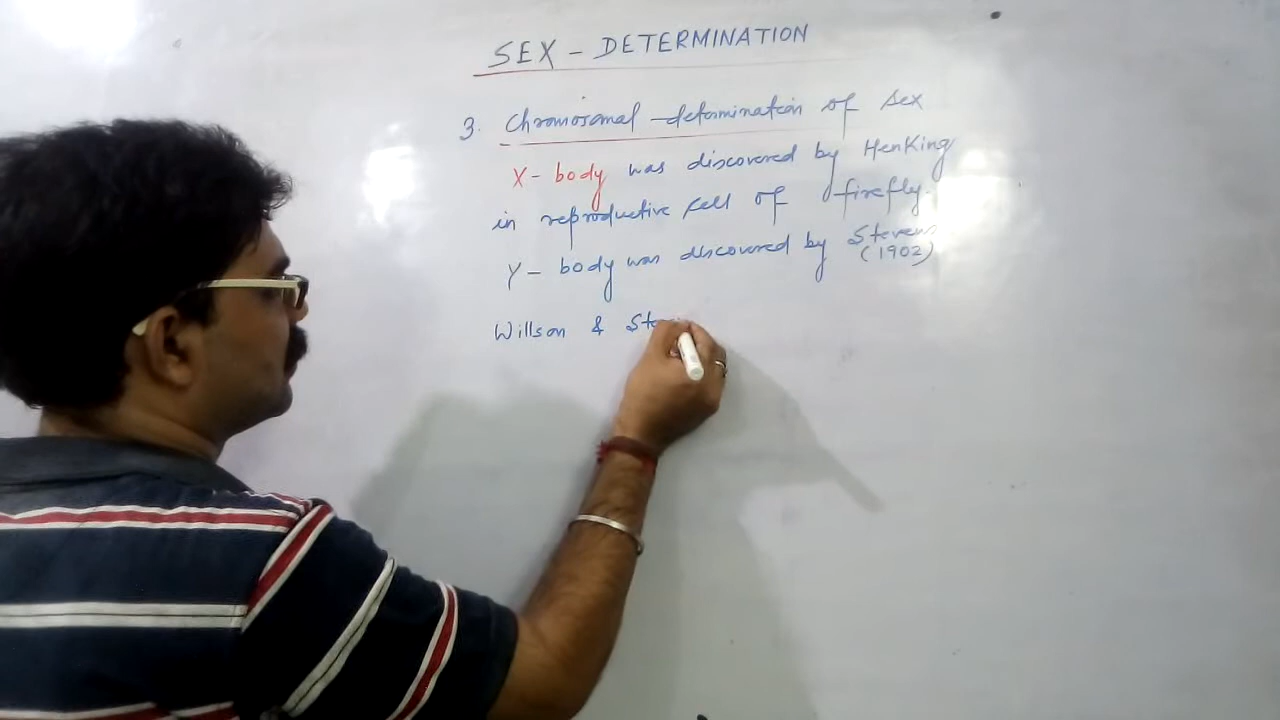 SEX - DETERMINATION
3. Chromosomal - determination of sex
X - body was discovered by HenKing
in reproductive cell of firefly.
Y - body was discovered by Stevens
(1902)
Willson & Ste